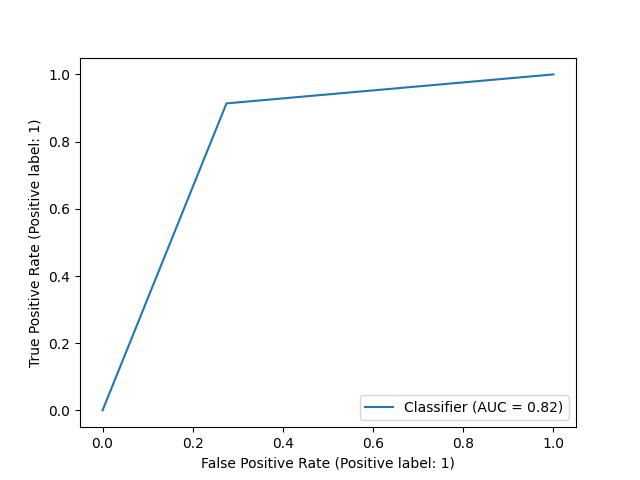 1.0
0.8
0.6
0.4
0.2
0.0
True Positive Rate (Positive label: 1)
Classifier (AUC = 0.82)
0.0 0.2 0.4 0.6 0.8 1.0
False Positive Rate (Positive label: 1)